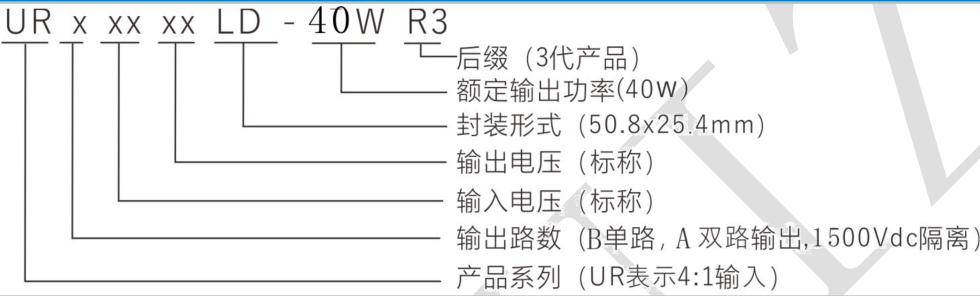 UR x xx xx LD - 40W R3
后缀（3代产品）
额定输出功率(40W)
封装形式（50.8x25.4mm）
输出电压（标称）
输入电压（标称）
输出路数（B单路, A 双路输出,1500Vdc隔离）
产品系列（UR表示4:1输入）